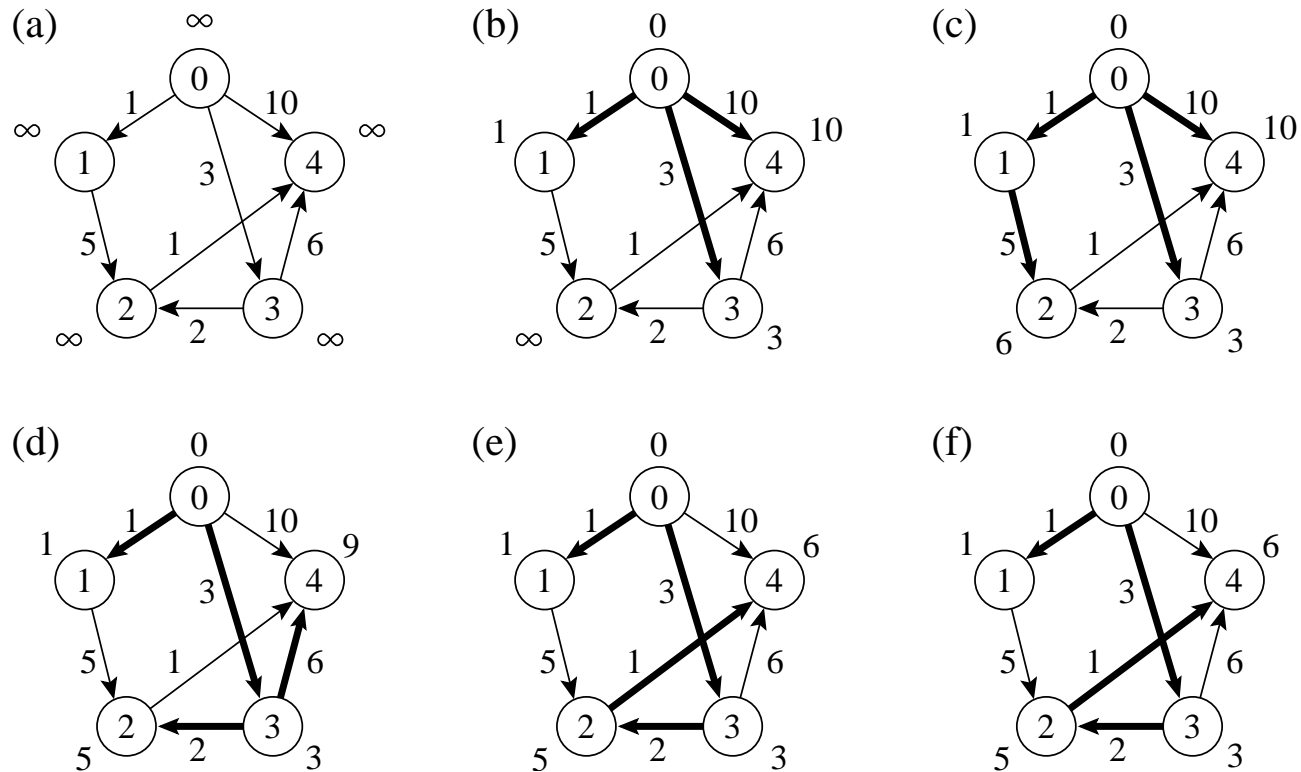 (a) ∞ (b) 0 (c) 0
0 0 0
1 10 1 10 1 10
∞ ∞ 1 10 1 10
1 4 1 4 1 4
3 3 3
5 1 6 5 1 6 5 1 6
2 3 2 3 2 3
∞ 2 ∞ ∞ 2 3 6 2 3
(d) 0 (e) 0 (f) 0
0 0 0
1 10 1 10 1 10
1 9 1 6 1 6
1 4 1 4 1 4
3 3 3
5 1 6 5 1 6 5 1 6
2 3 2 3 2 3
5 2 3 5 2 3 5 2 3